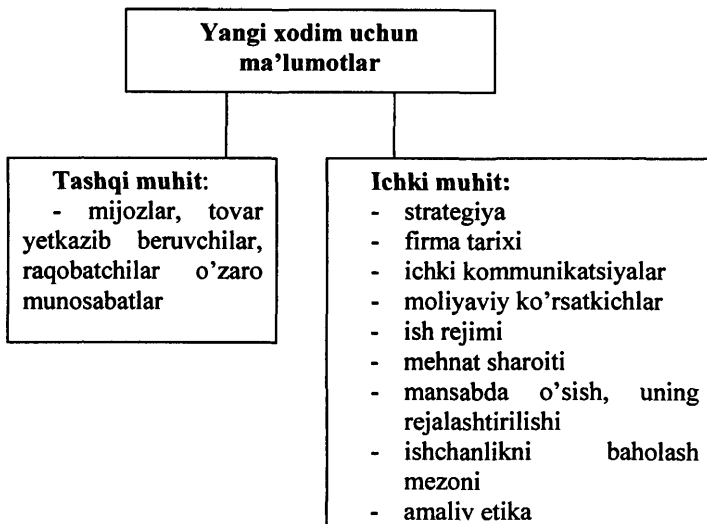 Yangi xodim uchun
ma’lumotlar
Tashqi muhit:
- mijozlar, tovar
yetkazib beruvchilar,
raqobatchilar o’zaro
munosabatlar
Ichki muhit:
- strategiya
- firma tarixi
- ichki kommunikatsiyalar
- moliyaviy ko’rsatkichlar
- ish rejimi
- mehnat sharoiti
- mansabda o’sish, uning
rejalashtirilishi
- ishchanlikni baholash
mezoni
- amaliy etika